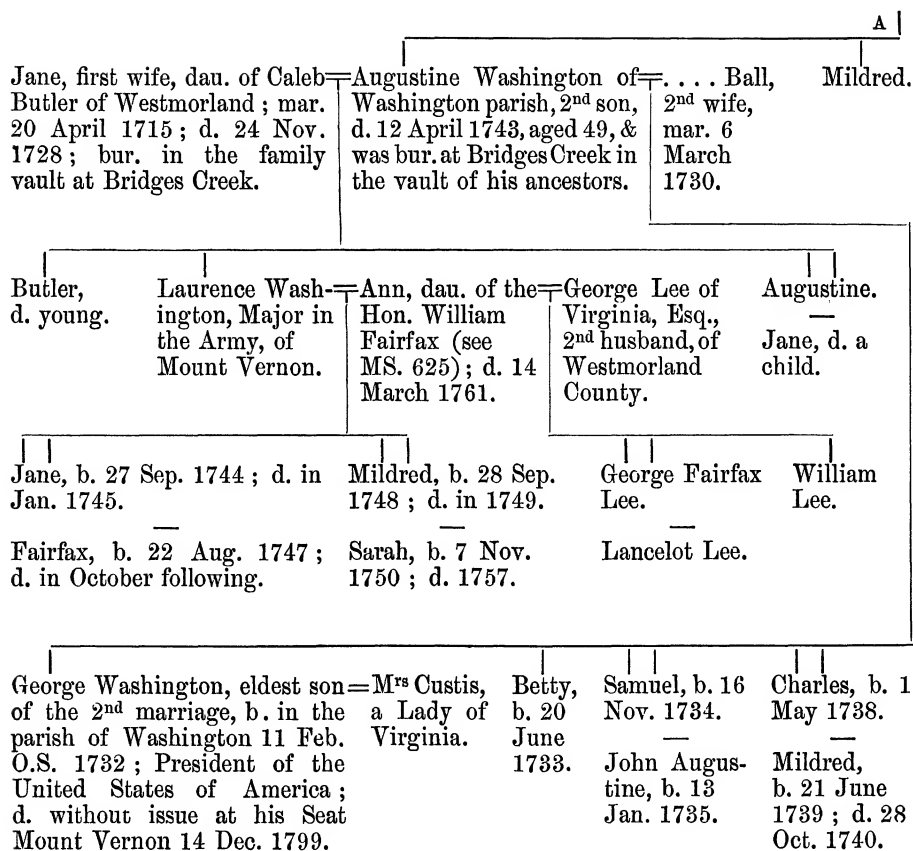 A
Jane, first wife, dau. of Caleb
Butler of Westmorland ; mar.
20 April 1715 ; d. 24 Nov.
1728 ; bur. in the family
vault at Bridges Creek.
Augustine Washington of
Washington parish, 2nd son,
d. 12 April 1743, aged 49, &
was bur. at Bridges Creek in
the vault of his ancestors.
. . . . Ball,
2nd wife,
mar. 6
March
1730.
Mildred.
Butler,
d. young.
Laurence Wash-
ington, Major in
the Army, of
Mount Vernon.
Ann, dau. of the
Hon. William
Fairfax (see
MS. 625) ; d. 14
March 1761.
George Lee of
Virginia, Esq.,
2nd husband, of
Westmorland
County.
Augustine.
—
Jane, d. a
child.
Jane, b. 27 Sep. 1744 ; d. in
Jan. 1745.
—
Fairfax, b. 22 Aug. 1747 ;
d. in October following.
Mildred, b. 28 Sep.
1748 ; d. in 1749.
—
Sarah, b. 7 Nov.
1750 ; d. 1757.
George Fairfax
Lee.
—
Lancelot Lee.
William
Lee.
George Washington, eldest son
of the 2nd marriage, b. in the
parish of Washington 11 Feb.
O.S. 1732 ; President of the
United States of America ;
d. without issue at his Seat
Mount Vernon 14 Dec. 1799.
=Mrs Custis,
a Lady of
Virginia.
Betty,
b. 20
June
1733.
Samuel, b. 16
Nov. 1734.
—
John Augus-
tine, b. 13
Jan. 1735.
Charles, b. 1
May 1738.
—
Mildred,
b. 21 June
1739 ; d. 28
Oct. 1740.